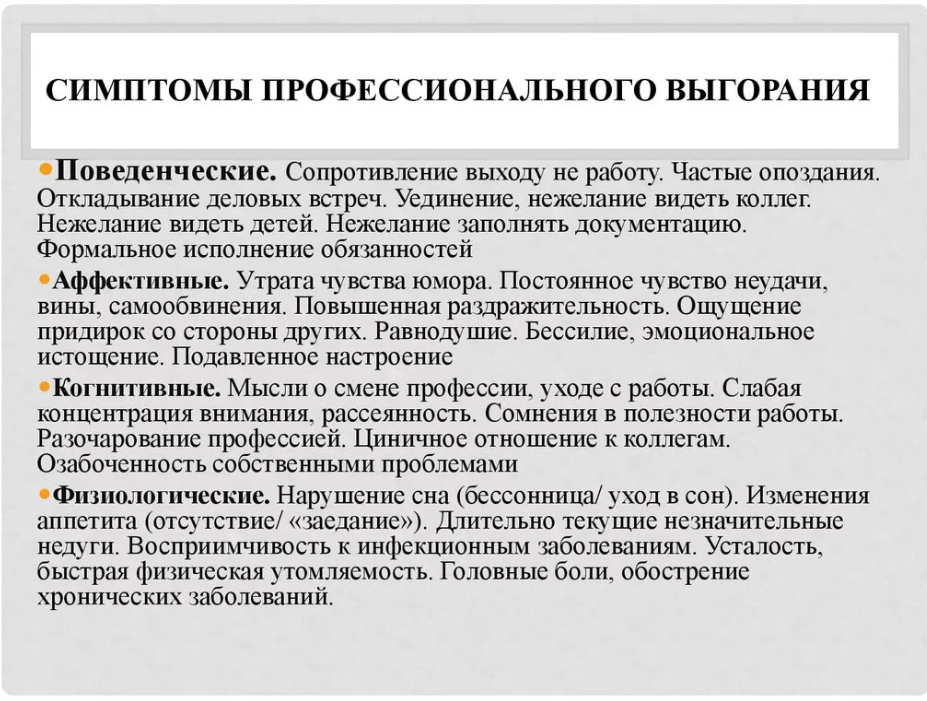 СИМПТОМЫ ПРОФЕССИОНАЛЬНОГО ВЫГОРАНИЯ
•Поведенческие. Сопротивление выходу не работу. Частые опоздания.
Откладывание деловых встреч. Уединение, нежелание видеть коллег.
Нежелание видеть детей. Нежелание заполнять документацию.
Формальное исполнение обязанностей
•Аффективные. Утрата чувства юмора. Постоянное чувство неудачи,
вины, самообвинения. Повышенная раздражительность. Ощущение
придирок со стороны других. Равнодушие. Бессилие, эмоциональное
истощение. Подавленное настроение
•Когнитивные. Мысли о смене профессии, уходе с работы. Слабая
концентрация внимания, рассеянность. Сомнения в полезности работы.
Разочарование профессией. Циничное отношение к коллегам.
Озабоченность собственными проблемами
•Физиологические. Нарушение сна (бессонница/ уход в сон). Изменения
аппетита (отсутствие/ «заедание»). Длительно текущие незначительные
недуги. Восприимчивость к инфекционным заболеваниям. Усталость,
быстрая физическая утомляемость. Головные боли, обострение
хронических заболеваний.